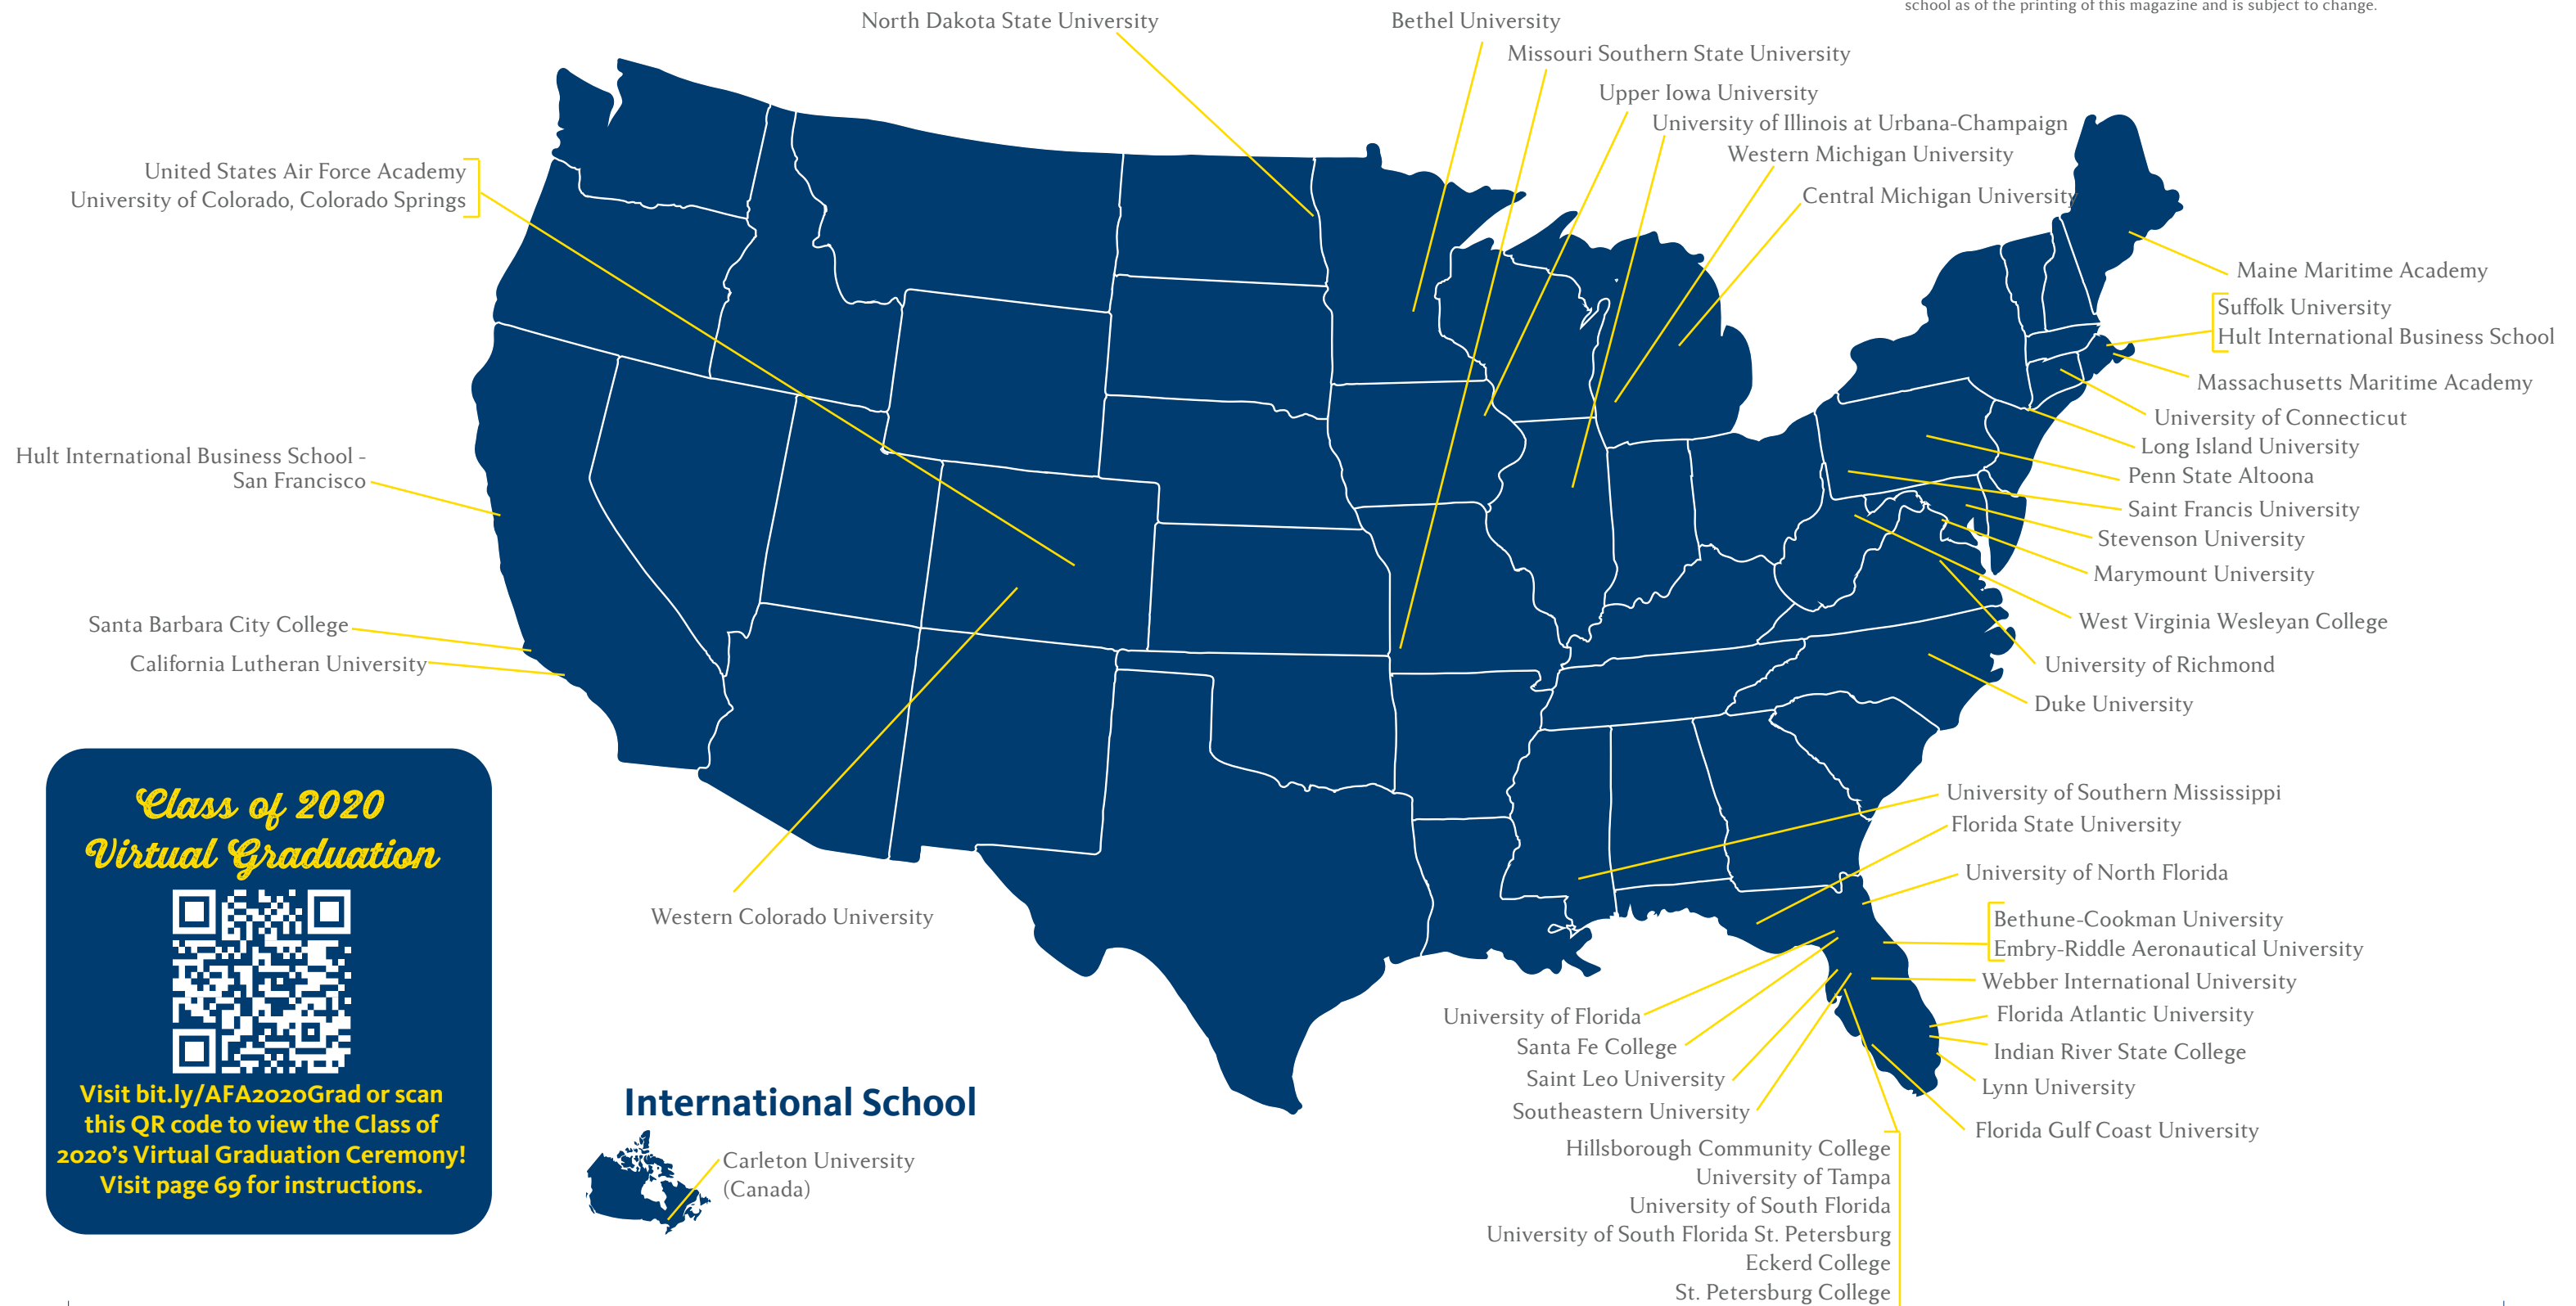 school as of the printing of this magazine and is subject to change.
North Dakota State University
Bethel University
Missouri Southern State University
Upper Iowa University
University of Illinois at Urbana-Champaign
Western Michigan University
Central Michigan University
United States Air Force Academy
University of Colorado, Colorado Springs
Maine Maritime Academy
Suffolk University
Hult International Business School
Massachusetts Maritime Academy
University of Connecticut
Long Island University
Penn State Altoona
Saint Francis University
Stevenson University
Marymount University
West Virginia Wesleyan College
University of Richmond
Duke University
Hult International Business School -
San Francisco
Santa Barbara City College
California Lutheran University
Western Colorado University
University of Southern Mississippi
Florida State University
University of North Florida
Bethune-Cookman University
Embry-Riddle Aeronautical University
Webber International University
Florida Atlantic University
Indian River State College
Lynn University
Florida Gulf Coast University
University of Florida
Santa Fe College
Saint Leo University
Southeastern University
Hillsborough Community College
University of Tampa
University of South Florida
University of South Florida St. Petersburg
Eckerd College
St. Petersburg College
Class of 2020
Virtual Graduation
Visit bit.ly/AFA2020Grad or scan
this QR code to view the Class of
2020's Virtual Graduation Ceremony!
Visit page 69 for instructions.
International School
Carleton University
(Canada)